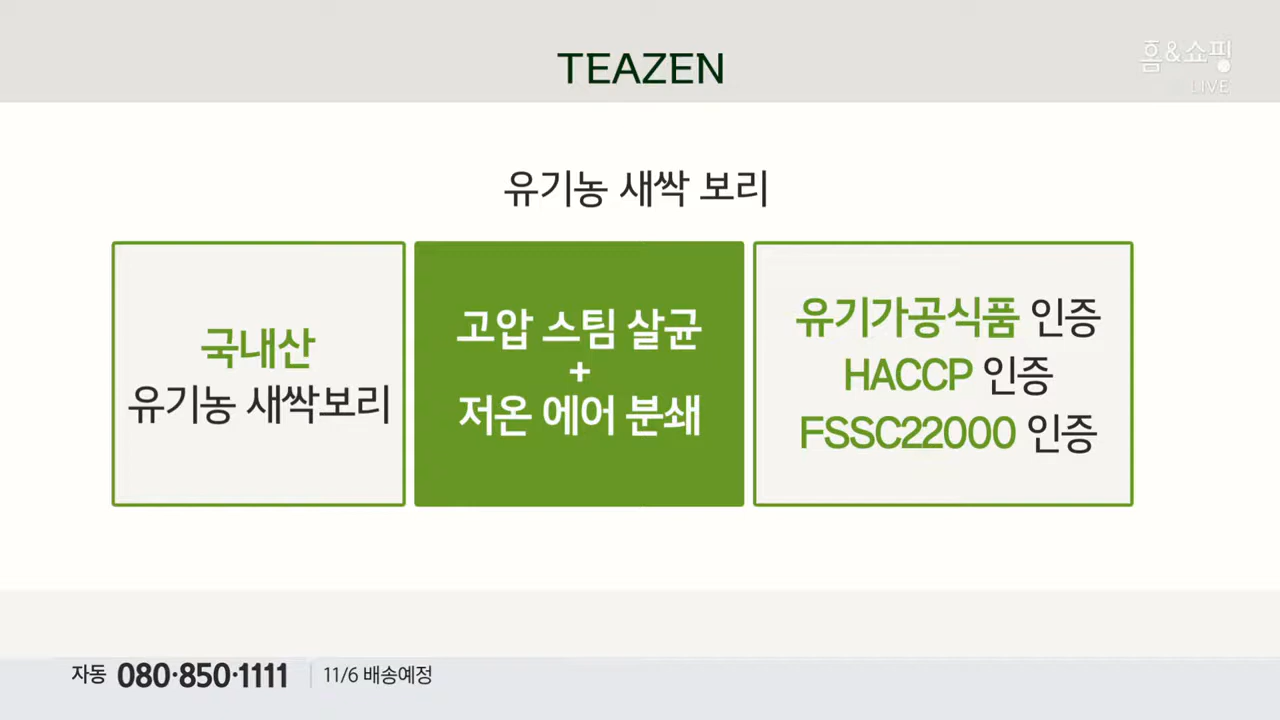 TEAZEN
홈&쇼핑
LIVE
유기농 새싹 보리
국내산
유기농 새싹보리
고압 스팀 살균
+
저온 에어 분쇄
유기가공식품 인증
HACCP 인증
FSSC22000 인증
자동 080·850·1111 11/6 배송예정